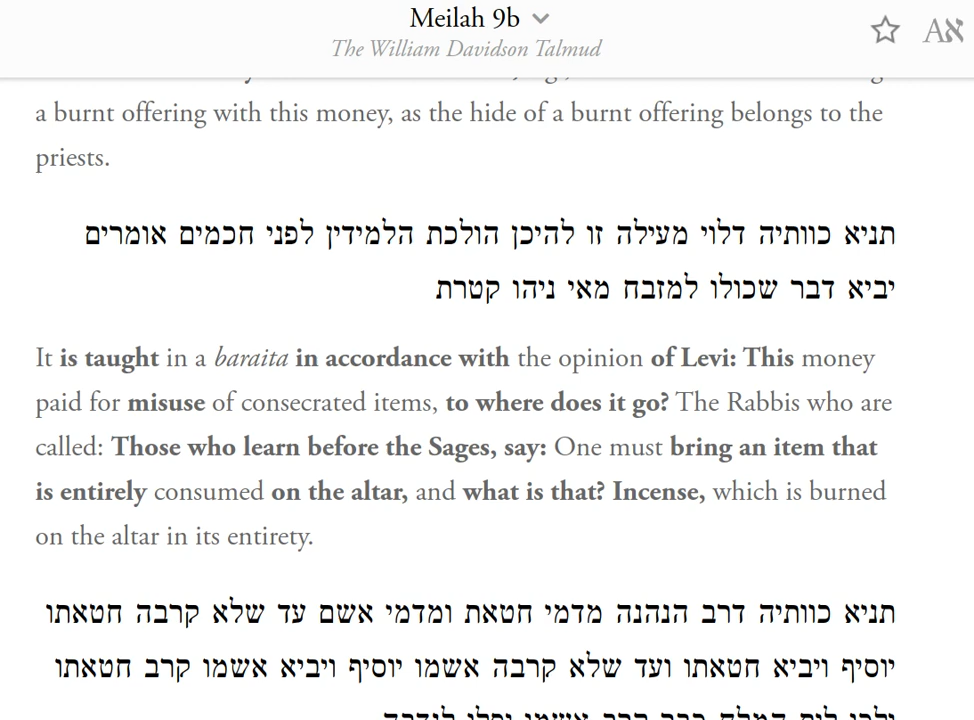 Meilah 9b
The William Davidson Talmud
Aא
a burnt offering with this money, as the hide of a burnt offering belongs to the
priests.
תניא כוותיה דלוי מעילה זו להיכן הולכת הלמידין לפני חכמים אומרים
יביא דבר שכולו למזבח מאי ניהו קטרת
It is taught in a baraita in accordance with the opinion of Levi: This money
paid for misuse of consecrated items, to where does it go? The Rabbis who are
called: Those who learn before the Sages, say: One must bring an item that
is entirely consumed on the altar, and what is that? Incense, which is burned
on the altar in its entirety.
תניא כוותיה דרב הנהנה מדמי חטאת ומדמי אשם עד שלא קרבה חטאתו
יוסיף ויביא חטאתו ועד שלא קרבה אשמו יוסיף ויביא אשמו קרב חטאתו